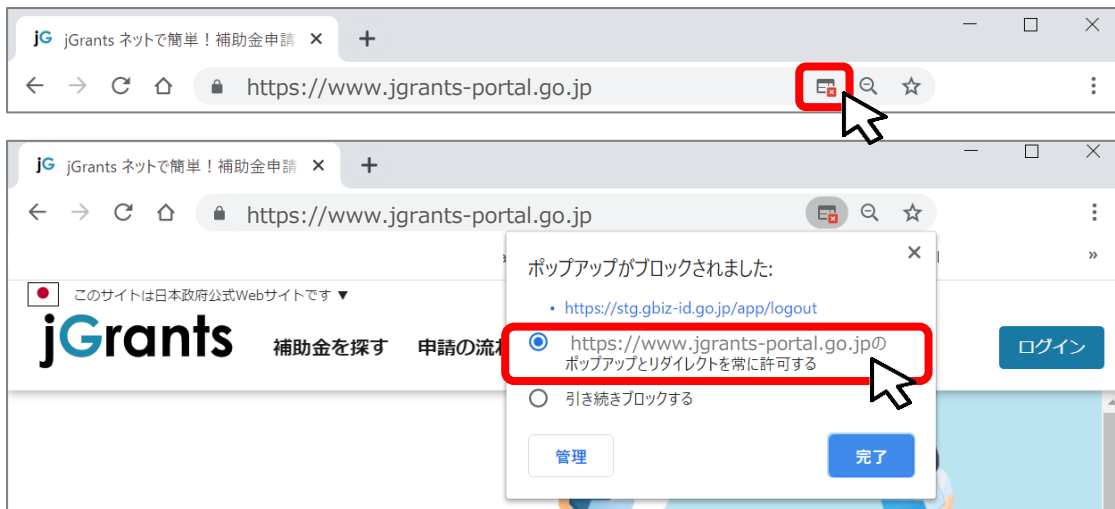 jG jGrants ネットで簡単！補助金申請
https://www.jgrants-portal.go.jp
jG jGrants ネットで簡単！補助金申請
https://www.jgrants-portal.go.jp
このサイトは日本政府公式Webサイトです ▼
jGrants 補助金を探す 申請の流れ ログイン
ポップアップがブロックされました:
• https://stg.gbiz-id.go.jp/app/logout
https://www.jgrants-portal.go.jpの
ポップアップとリダイレクトを常に許可する
引き続きブロックする
管理 完了